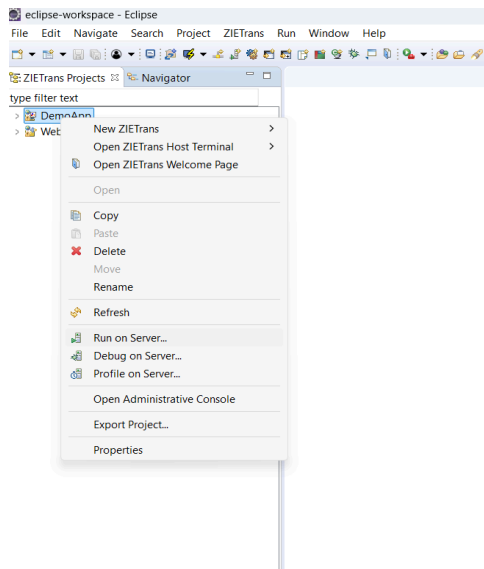 eclipse-workspace - Eclipse
File Edit Navigate Search Project ZIETrans Run Window Help
ZIETrans Projects Navigator
type filter text
DemoApp
Web
New ZIETrans
Open ZIETrans Host Terminal
Open ZIETrans Welcome Page
Open
Copy
Paste
Delete
Move
Rename
Refresh
Run on Server...
Debug on Server...
Profile on Server...
Open Administrative Console
Export Project...
Properties